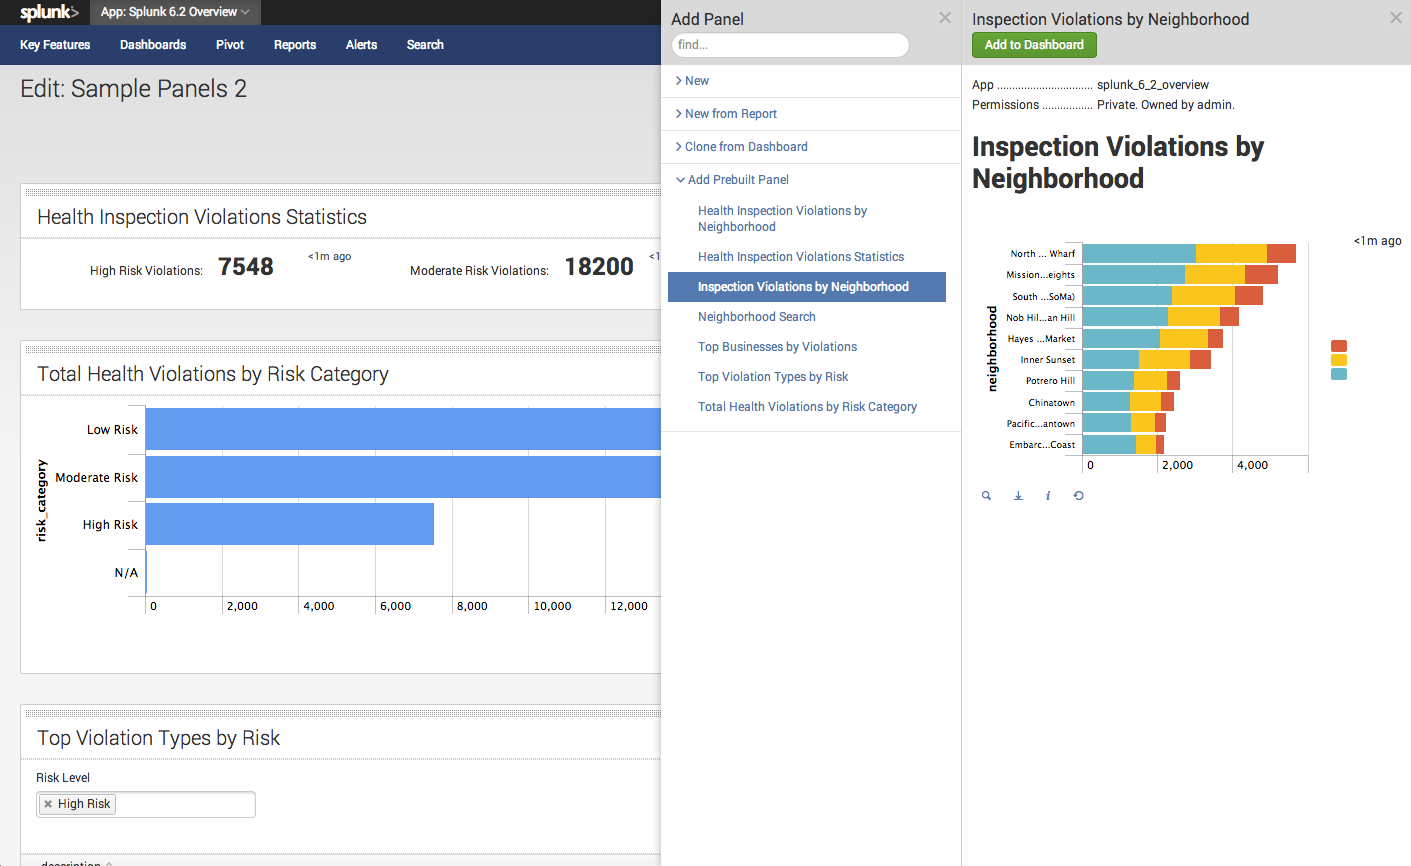 splunk>
App: Splunk 6.2 Overview
Key Features
Dashboards
Pivot
Reports
Alerts
Search
Edit: Sample Panels 2
Health Inspection Violations Statistics
High Risk Violations: 7548
<1m ago
Moderate Risk Violations: 18200
<1
Total Health Violations by Risk Category
risk_category
Low Risk
Moderate Risk
High Risk
N/A
0
2,000
4,000
6,000
8,000
10,000
12,000
Top Violation Types by Risk
Risk Level
High Risk
description
Add Panel
find...
New
New from Report
Clone from Dashboard
Add Prebuilt Panel
Health Inspection Violations by
Neighborhood
Health Inspection Violations Statistics
Inspection Violations by Neighborhood
Neighborhood Search
Top Businesses by Violations
Top Violation Types by Risk
Total Health Violations by Risk Category
Inspection Violations by Neighborhood
Add to Dashboard
App ................................ splunk_6_2_overview
Permissions ................. Private. Owned by admin.
Inspection Violations by
Neighborhood
<1m ago
neighborhood
North ... Wharf
Mission...eights
South ...SoMa)
Nob Hil...an Hill
Hayes ...Market
Inner Sunset
Potrero Hill
Chinatown
Pacific...antown
Embarc...Coast
0
2,000
4,000